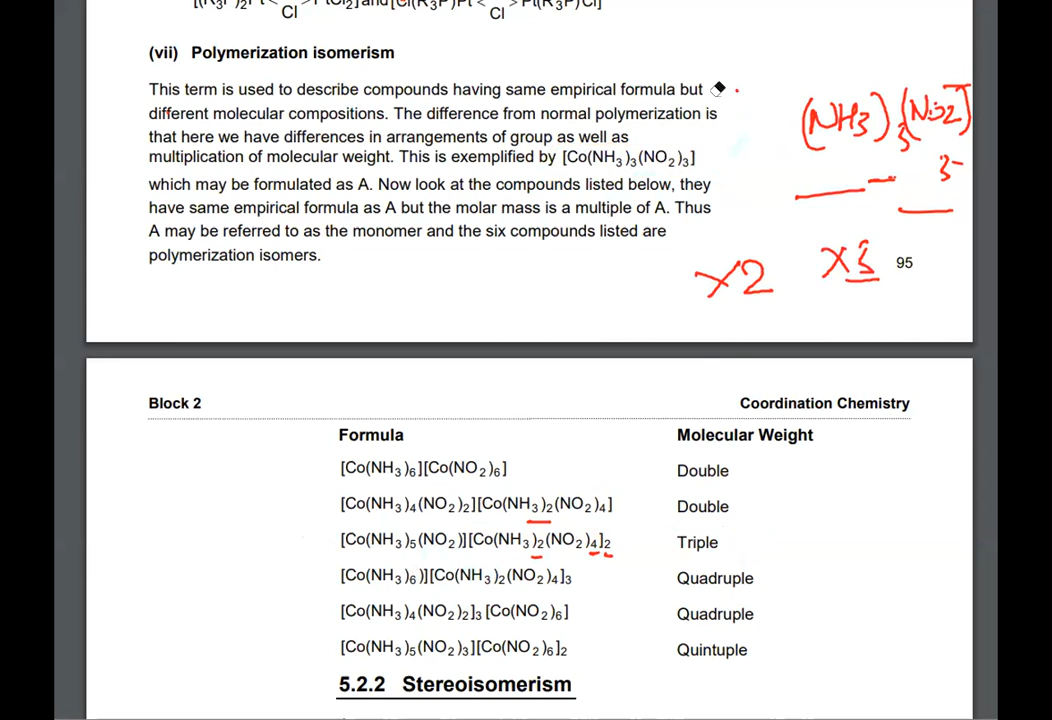 Cl
Cl
(vii) Polymerization isomerism
This term is used to describe compounds having same empirical formula but
different molecular compositions. The difference from normal polymerization is
that here we have differences in arrangements of group as well as
multiplication of molecular weight. This is exemplified by [Co(NH₃)₃(NO₂)₃]
which may be formulated as A. Now look at the compounds listed below, they
have same empirical formula as A but the molar mass is a multiple of A. Thus
A may be referred to as the monomer and the six compounds listed are
polymerization isomers.
(NH3)3
3
×2 ×3
95
Block 2 Coordination Chemistry
Formula Molecular Weight
[Co(NH₃)₆][Co(NO₂)₆] Double
[Co(NH₃)₄(NO₂)₂][Co(NH₃)₂(NO₂)₄] Double
[Co(NH₃)₅(NO₂)][Co(NH₃)₂(NO₂)₄]₂ Triple
[Co(NH₃)₆)][Co(NH₃)₂(NO₂)₄]₃ Quadruple
[Co(NH₃)₄(NO₂)₂]₃[Co(NO₂)₆] Quadruple
[Co(NH₃)₅(NO₂)₃][Co(NO₂)₆]₂ Quintuple
5.2.2 Stereoisomerism